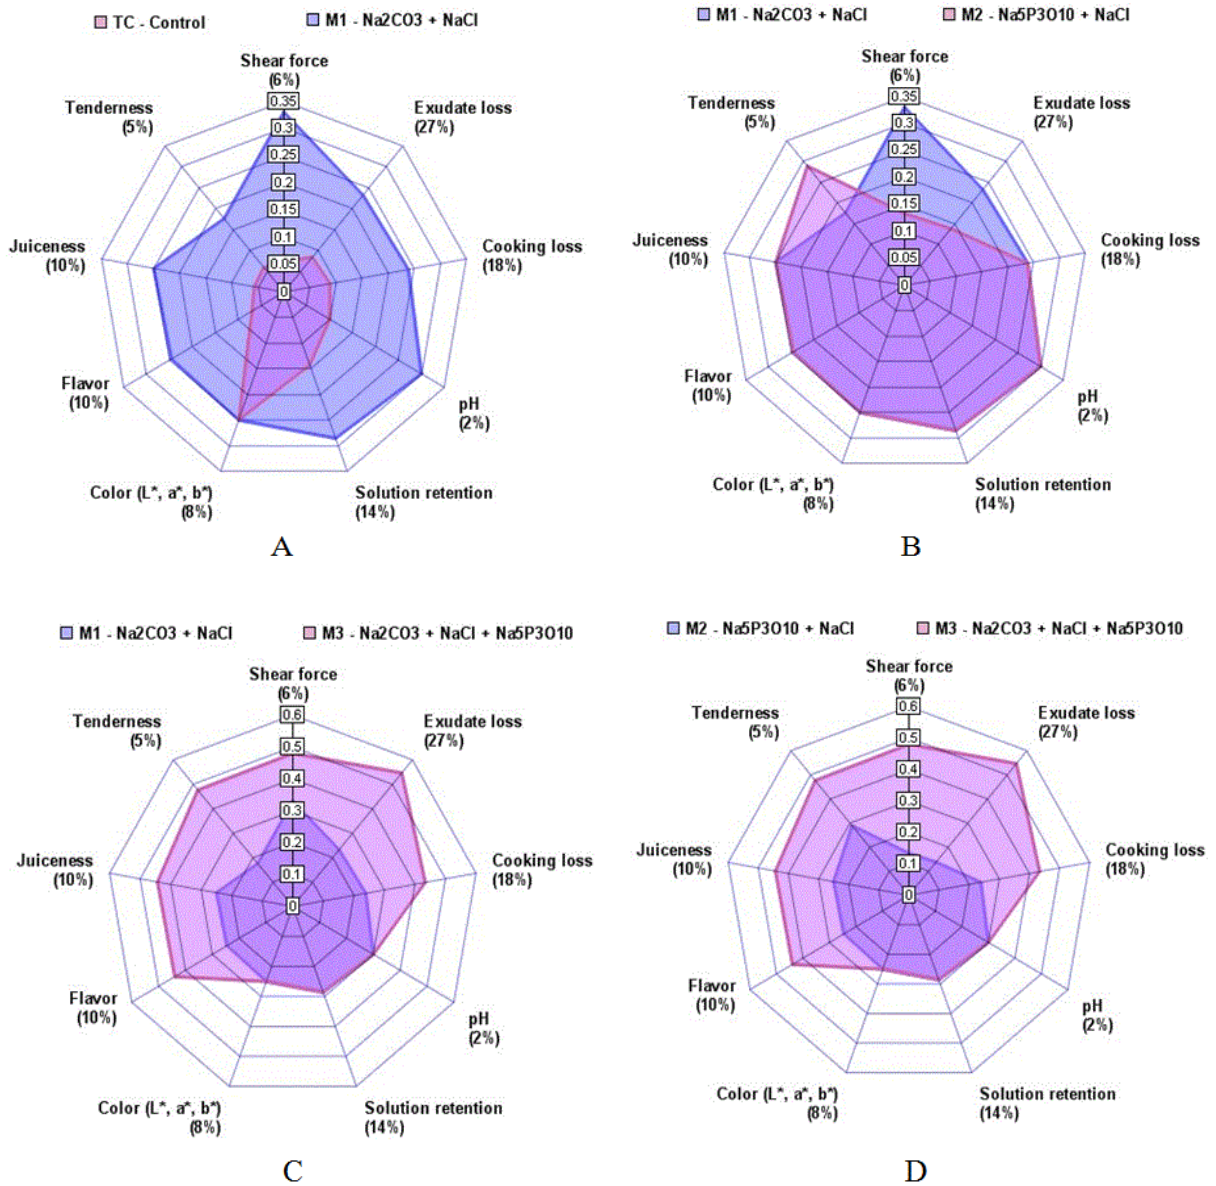 TC - Control
M1 - Na2CO3 + NaCl
Shear force
(6%)
Tenderness
(5%)
Exudate loss
(27%)
0.35
0.3
0.25
0.2
0.15
0.1
0.05
0
Juiceness
(10%)
Cooking loss
(18%)
Flavor
(10%)
pH
(2%)
Color (L*, a*, b*)
(8%)
Solution retention
(14%)
A
M1 - Na2CO3 + NaCl
M2 - Na5P3O10 + NaCl
Shear force
(6%)
Tenderness
(5%)
Exudate loss
(27%)
0.35
0.3
0.25
0.2
0.15
0.1
0.05
0
Juiceness
(10%)
Cooking loss
(18%)
Flavor
(10%)
pH
(2%)
Color (L*, a*, b*)
(8%)
Solution retention
(14%)
B
M1 - Na2CO3 + NaCl
M3 - Na2CO3 + NaCl + Na5P3O10
Shear force
(6%)
Tenderness
(5%)
Exudate loss
(27%)
0.6
0.5
0.4
0.3
0.2
0.1
0
Juiceness
(10%)
Cooking loss
(18%)
Flavor
(10%)
pH
(2%)
Color (L*, a*, b*)
(8%)
Solution retention
(14%)
C
M2 - Na5P3O10 + NaCl
M3 - Na2CO3 + NaCl + Na5P3O10
Shear force
(6%)
Tenderness
(5%)
Exudate loss
(27%)
0.6
0.5
0.4
0.3
0.2
0.1
0
Juiceness
(10%)
Cooking loss
(18%)
Flavor
(10%)
pH
(2%)
Color (L*, a*, b*)
(8%)
Solution retention
(14%)
D